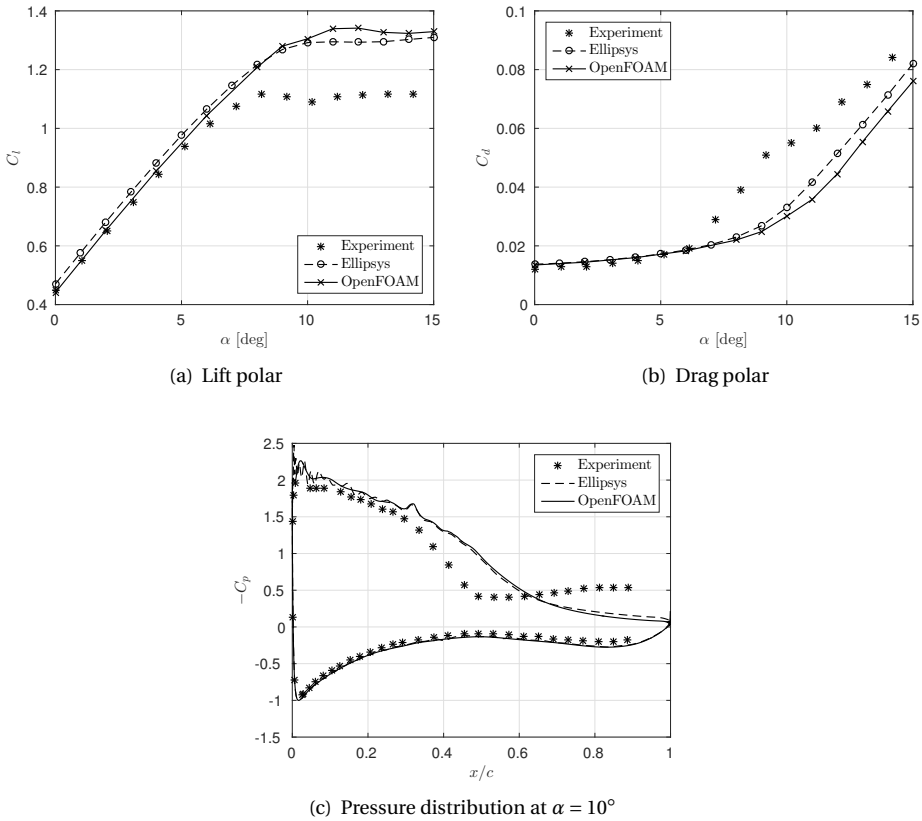 1.4
1.2
1.0
0.8
0.6
0.4
C_l
0 5 10 15
α [deg]
Experiment
Ellipsys
OpenFOAM
(a) Lift polar
0.1
0.08
0.06
0.04
0.02
0
C_d
0 5 10 15
α [deg]
Experiment
Ellipsys
OpenFOAM
(b) Drag polar
2.5
2
1.5
1
0.5
0
-0.5
-1
-1.5
−C_p
0 0.2 0.4 0.6 0.8 1
x/c
Experiment
Ellipsys
OpenFOAM
(c) Pressure distribution at α = 10°